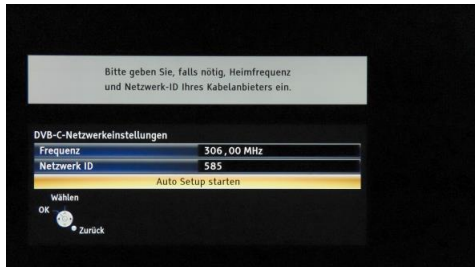 Bitte geben Sie, falls nötig, Heimfrequenz
und Netzwerk-ID Ihres Kabelanbieters ein.
DVB-C-Netzwerkeinstellungen
Frequenz 306,00 MHz
Netzwerk ID 585
Auto Setup starten
Wählen
OK
Zurück